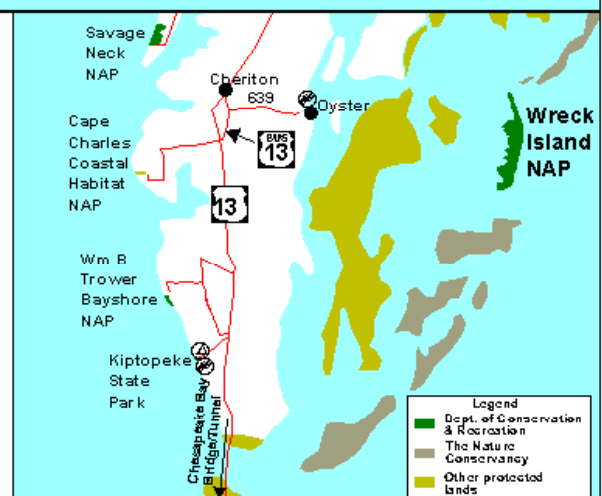 Savage
Neck
NAP
Cheriton
639
Oyster
Cape
Charles
Coastal
Habitat
NAP
BUS
13
Wreck
Island
NAP
13
Wm B
Trower
Bayshore
NAP
Kiptopeke
State
Park
Chesapeake Bay
Bridge/Tunnel
Legend
Dept. of Conservation
& Recreation
The Nature
Conservancy
Other protected
lands